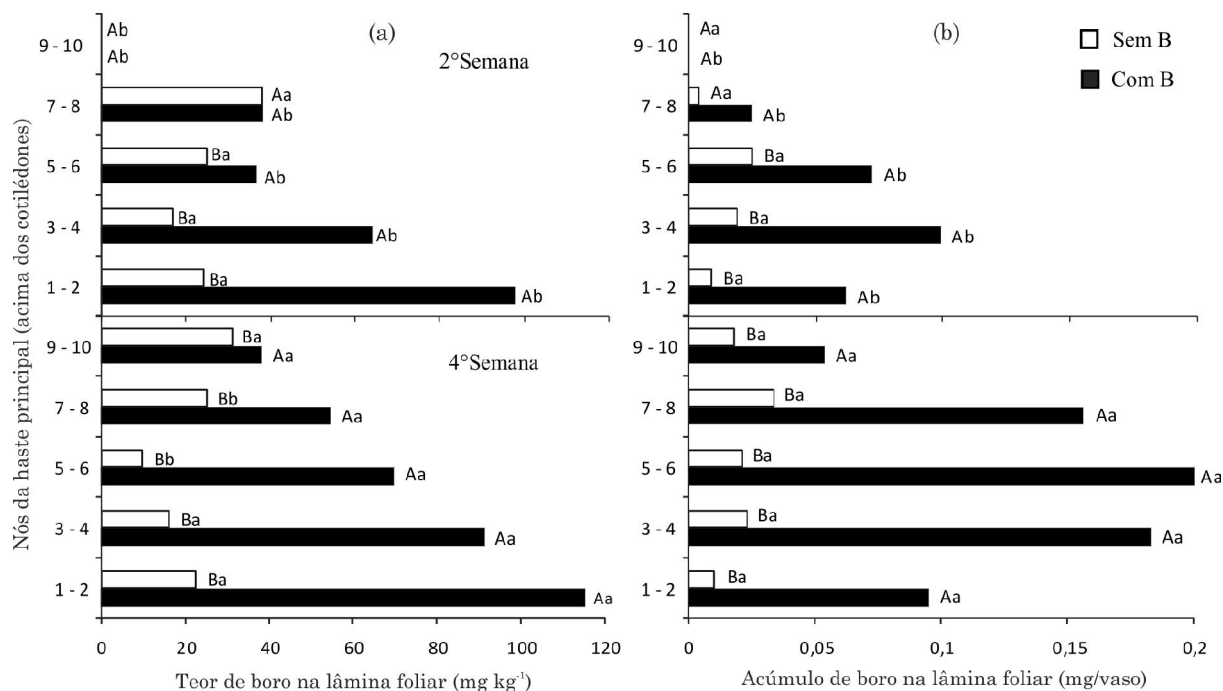 (a)
2°Semana
9 - 10
Ab
Ab
7 - 8
Aa
Ab
5 - 6
Ba
Ab
3 - 4
Ba
Ab
1 - 2
Ba
Ab
4°Semana
9 - 10
Ba
Aa
7 - 8
Bb
Aa
5 - 6
Bb
Aa
3 - 4
Ba
Aa
1 - 2
Ba
Aa
0 20 40 60 80 100 120
Teor de boro na lâmina foliar (mg kg⁻¹)
Nós da haste principal (acima dos cotilédones)
(b)
Sem B
Com B
9 - 10
Aa
Ab
7 - 8
Aa
Ab
5 - 6
Ba
Ab
3 - 4
Ba
Ab
1 - 2
Ba
Ab
9 - 10
Ba
Aa
7 - 8
Ba
Aa
5 - 6
Ba
Aa
3 - 4
Ba
Aa
1 - 2
Ba
Aa
0 0,05 0,1 0,15 0,2
Acúmulo de boro na lâmina foliar (mg/vaso)